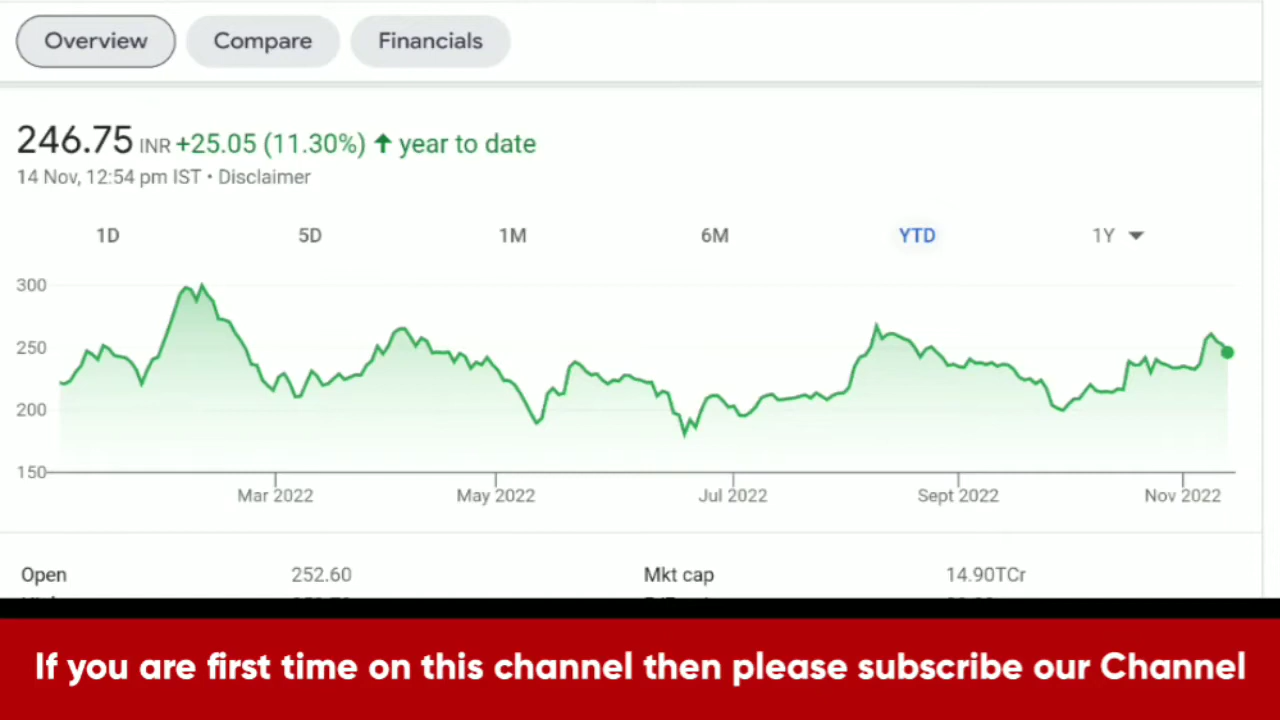 Overview Compare Financials
246.75 INR +25.05 (11.30%) ↑ year to date
14 Nov, 12:54 pm IST • Disclaimer
1D 5D 1M 6M YTD 1Y
300
250
200
150
Mar 2022 May 2022 Jul 2022 Sept 2022 Nov 2022
Open 252.60 Mkt cap 14.90TCr
If you are first time on this channel then please subscribe our Channel